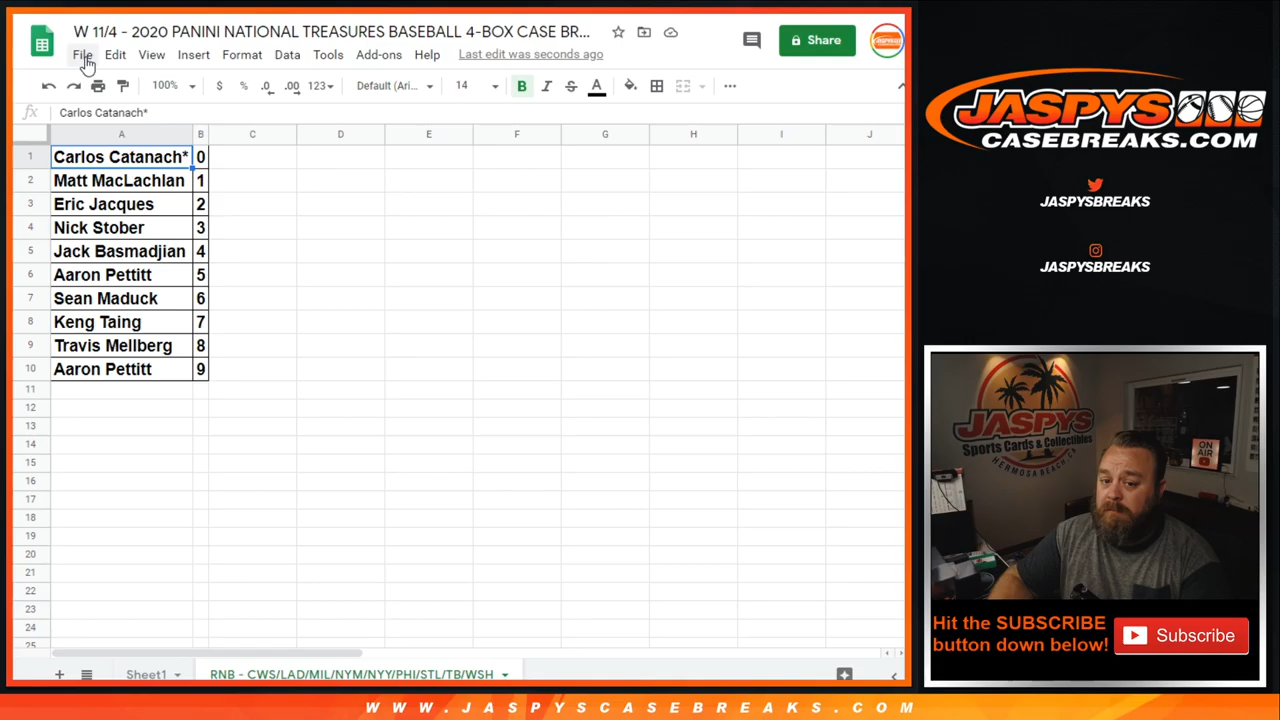 W 11/4 - 2020 PANINI NATIONAL TREASURES BASEBALL 4-BOX CASE BR...
File Edit View Insert Format Data Tools Add-ons Help Last edit was seconds ago
Share
100% $ % .0 .00 123 Default (Ari... 14 B I S A
fx Carlos Catanach*
A B C D E F G H I J
1 Carlos Catanach* 0
2 Matt MacLachlan 1
3 Eric Jacques 2
4 Nick Stober 3
5 Jack Basmadjian 4
6 Aaron Pettitt 5
7 Sean Maduck 6
8 Keng Taing 7
9 Travis Mellberg 8
10 Aaron Pettitt 9
11
12
13
14
15
16
17
18
19
20
21
22
23
24
25
Sheet1 RNB - CWS/LAD/MIL/NYM/NYY/PHI/STL/TB/WSH
JASPYS
CASEBREAKS.COM
JASPYSBREAKS
JASPYSBREAKS
JASPYS
Sports Cards & Collectibles
HERMOSA BEACH, CA
ON
AIR
Hit the SUBSCRIBE
button down below!
Subscribe
WWW.JASPYSCASEBREAKS.COM